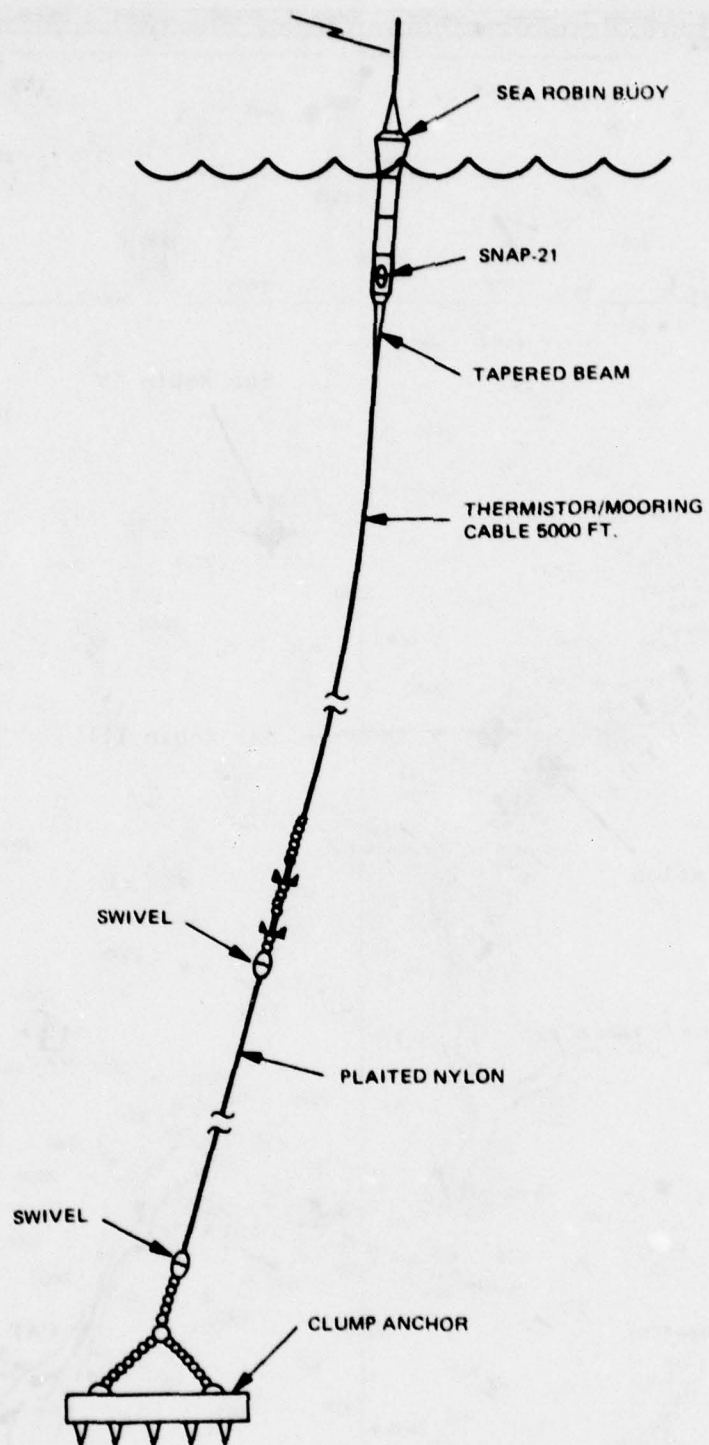 SEA ROBIN BUOY
SNAP-21
TAPERED BEAM
THERMISTOR/MOORING
CABLE 5000 FT.
SWIVEL
PLAITED NYLON
SWIVEL
CLUMP ANCHOR